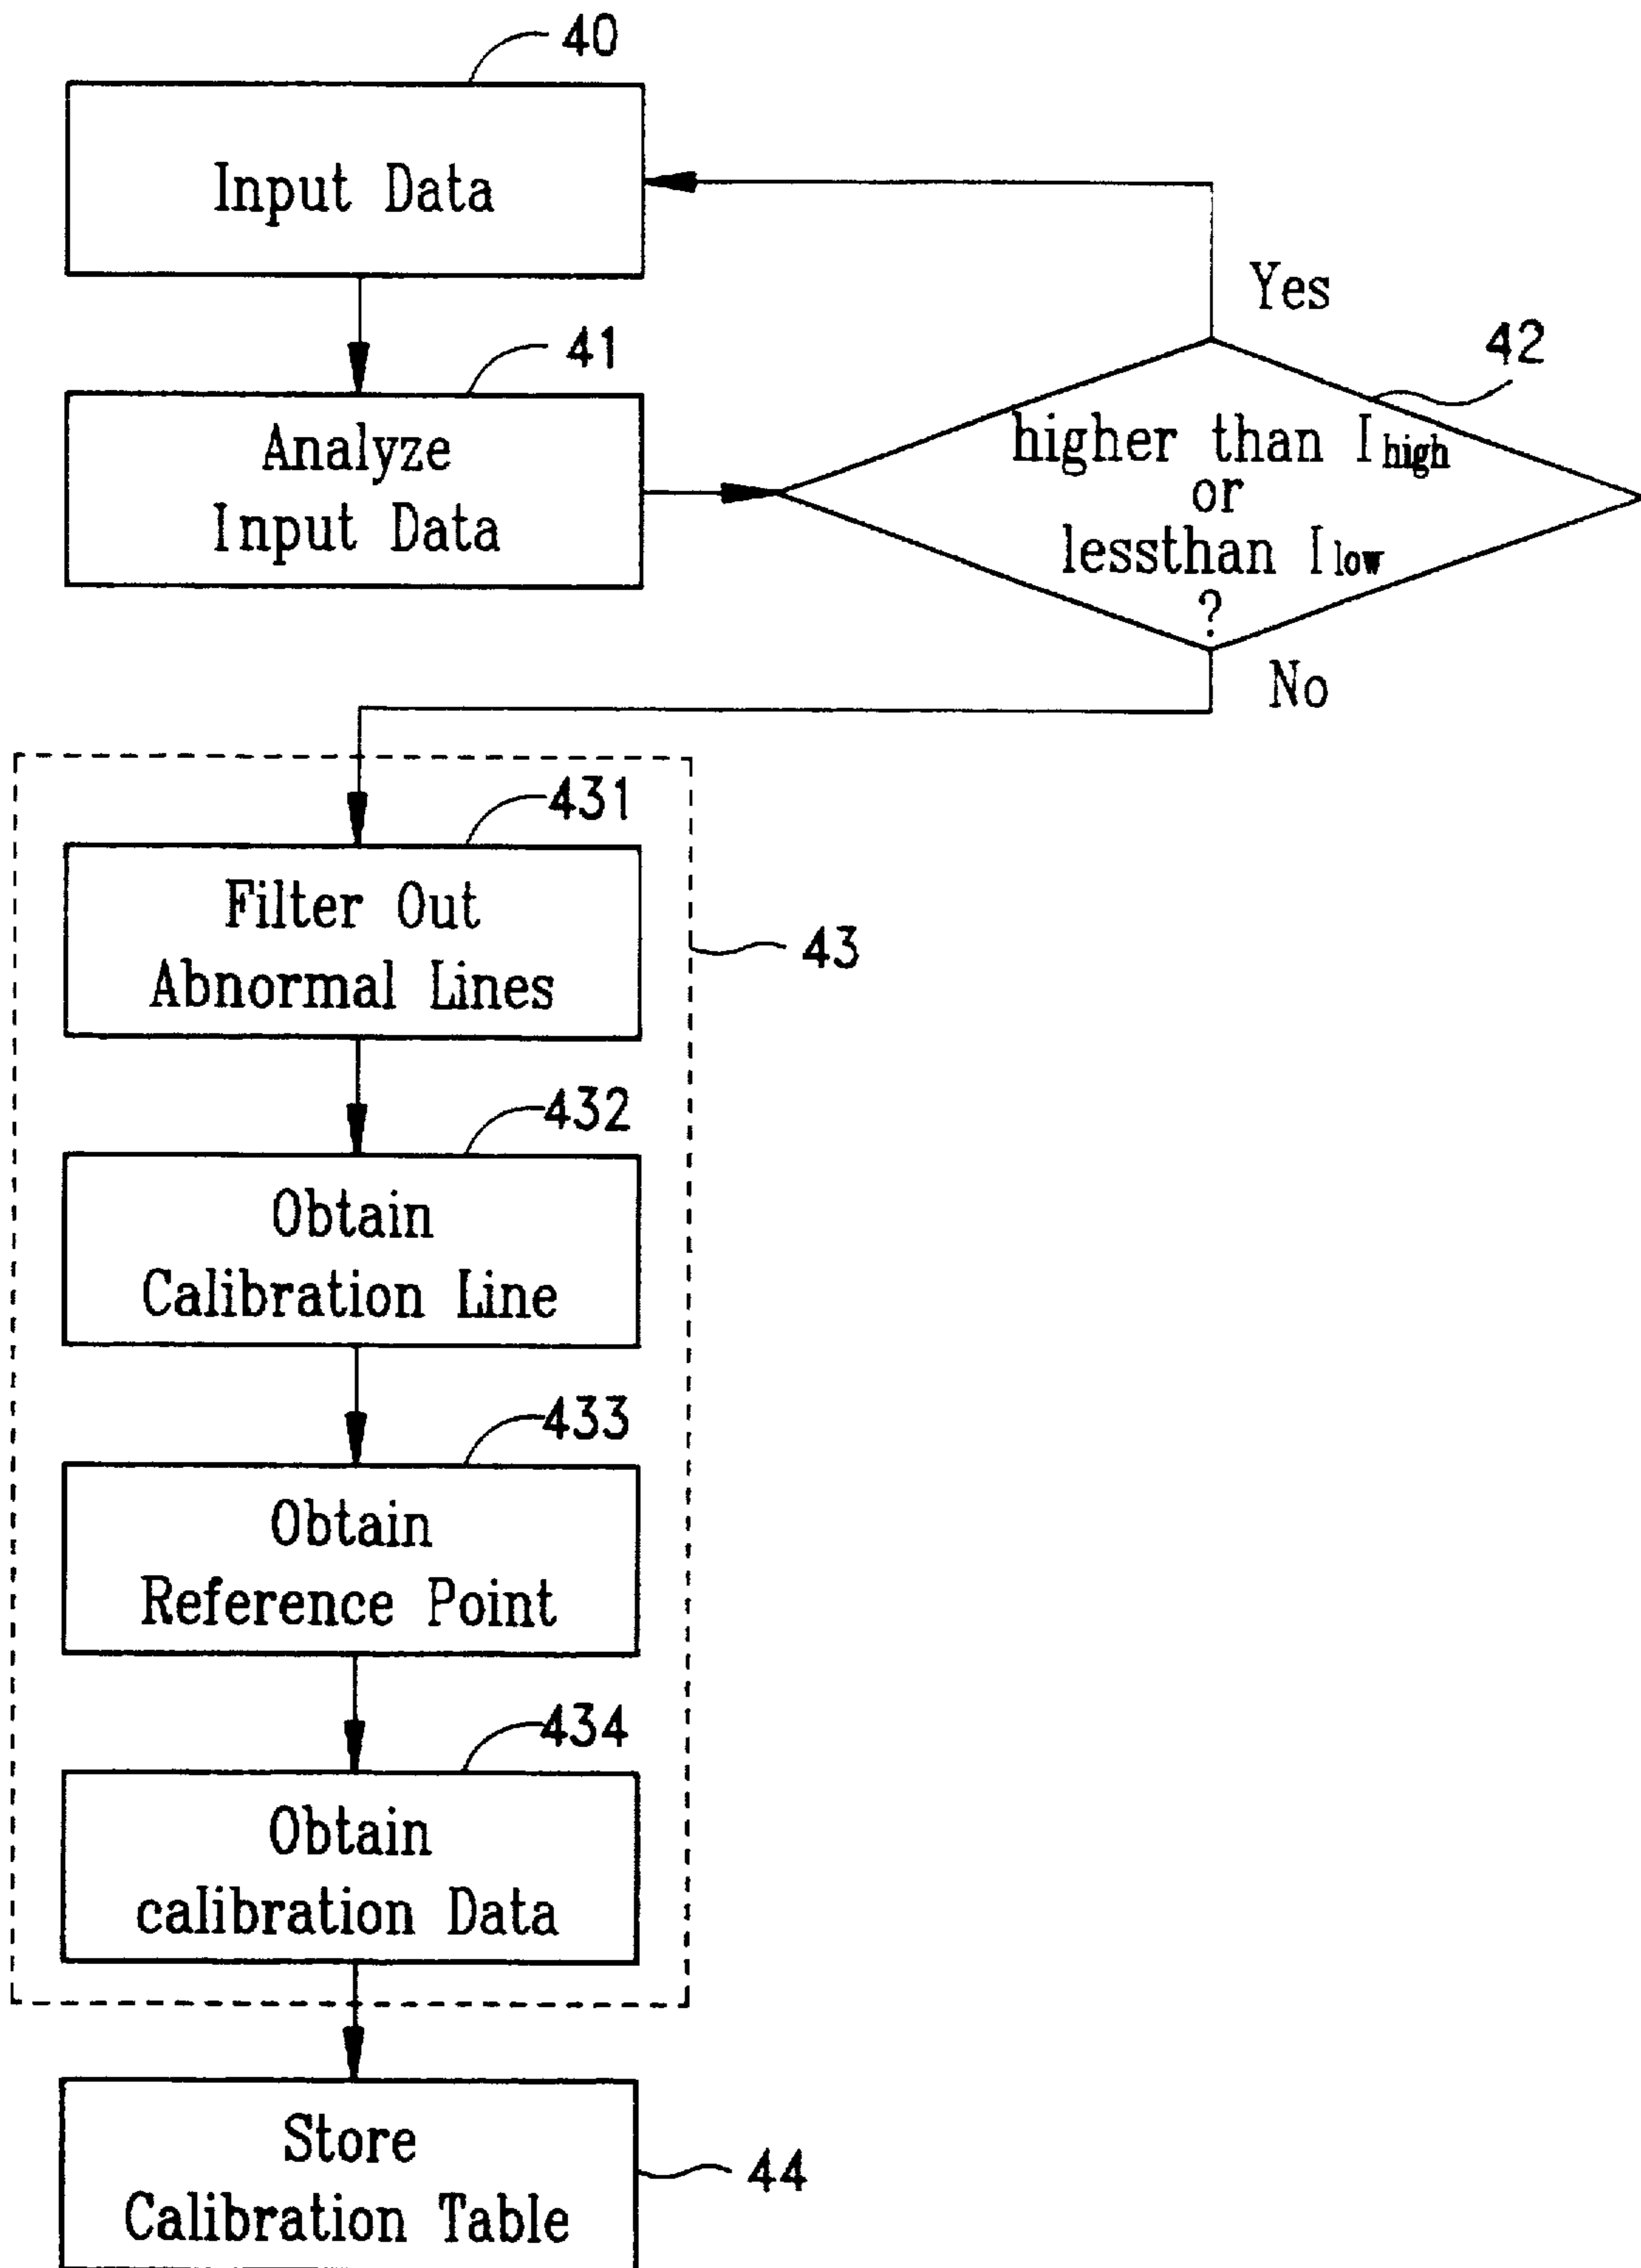 40
Input Data
Yes
41
42
Analyze
Input Data
higher than I high
or
lessthan I low
?
No
431
Filter Out
Abnormal Lines
43
432
Obtain
Calibration Line
433
Obtain
Reference Point
434
Obtain
calibration Data
Store
Calibration Table
44